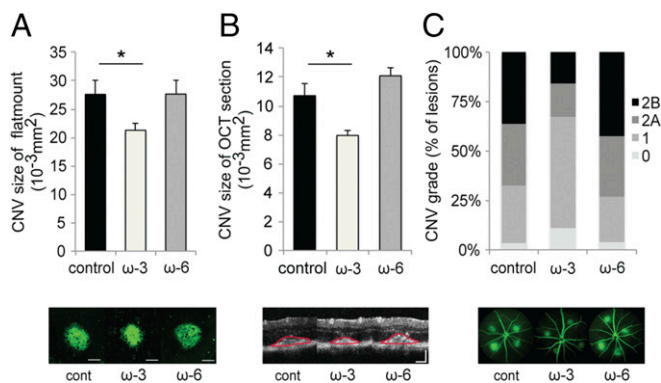 A
CNV size of flatmount
(10⁻³mm²)
35
30
25
20
15
10
5
0
*
control
ω-3
ω-6
cont
ω-3
ω-6
B
CNV size of OCT section
(10⁻³mm²)
14
12
10
8
6
4
2
0
*
control
ω-3
ω-6
cont
ω-3
ω-6
C
CNV grade (% of lesions)
100%
75%
50%
25%
0%
2B
2A
1
0
control
ω-3
ω-6
cont
ω-3
ω-6